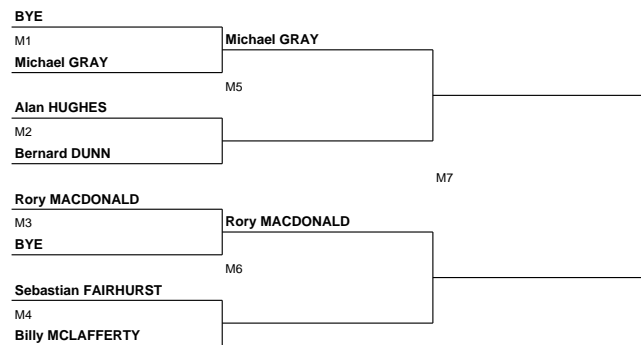 BYE
M1
Michael GRAY
Michael GRAY
M5
Alan HUGHES
M2
Bernard DUNN
M7
Rory MACDONALD
M3
BYE
Rory MACDONALD
M6
Sebastian FAIRHURST
M4
Billy MCLAFFERTY